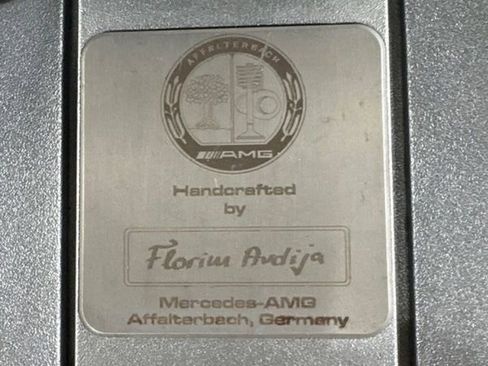 AFFALTERBACH
AMG
Handcrafted
by
Florim Avdija
Mercedes-AMG
Affalterbach, Germany